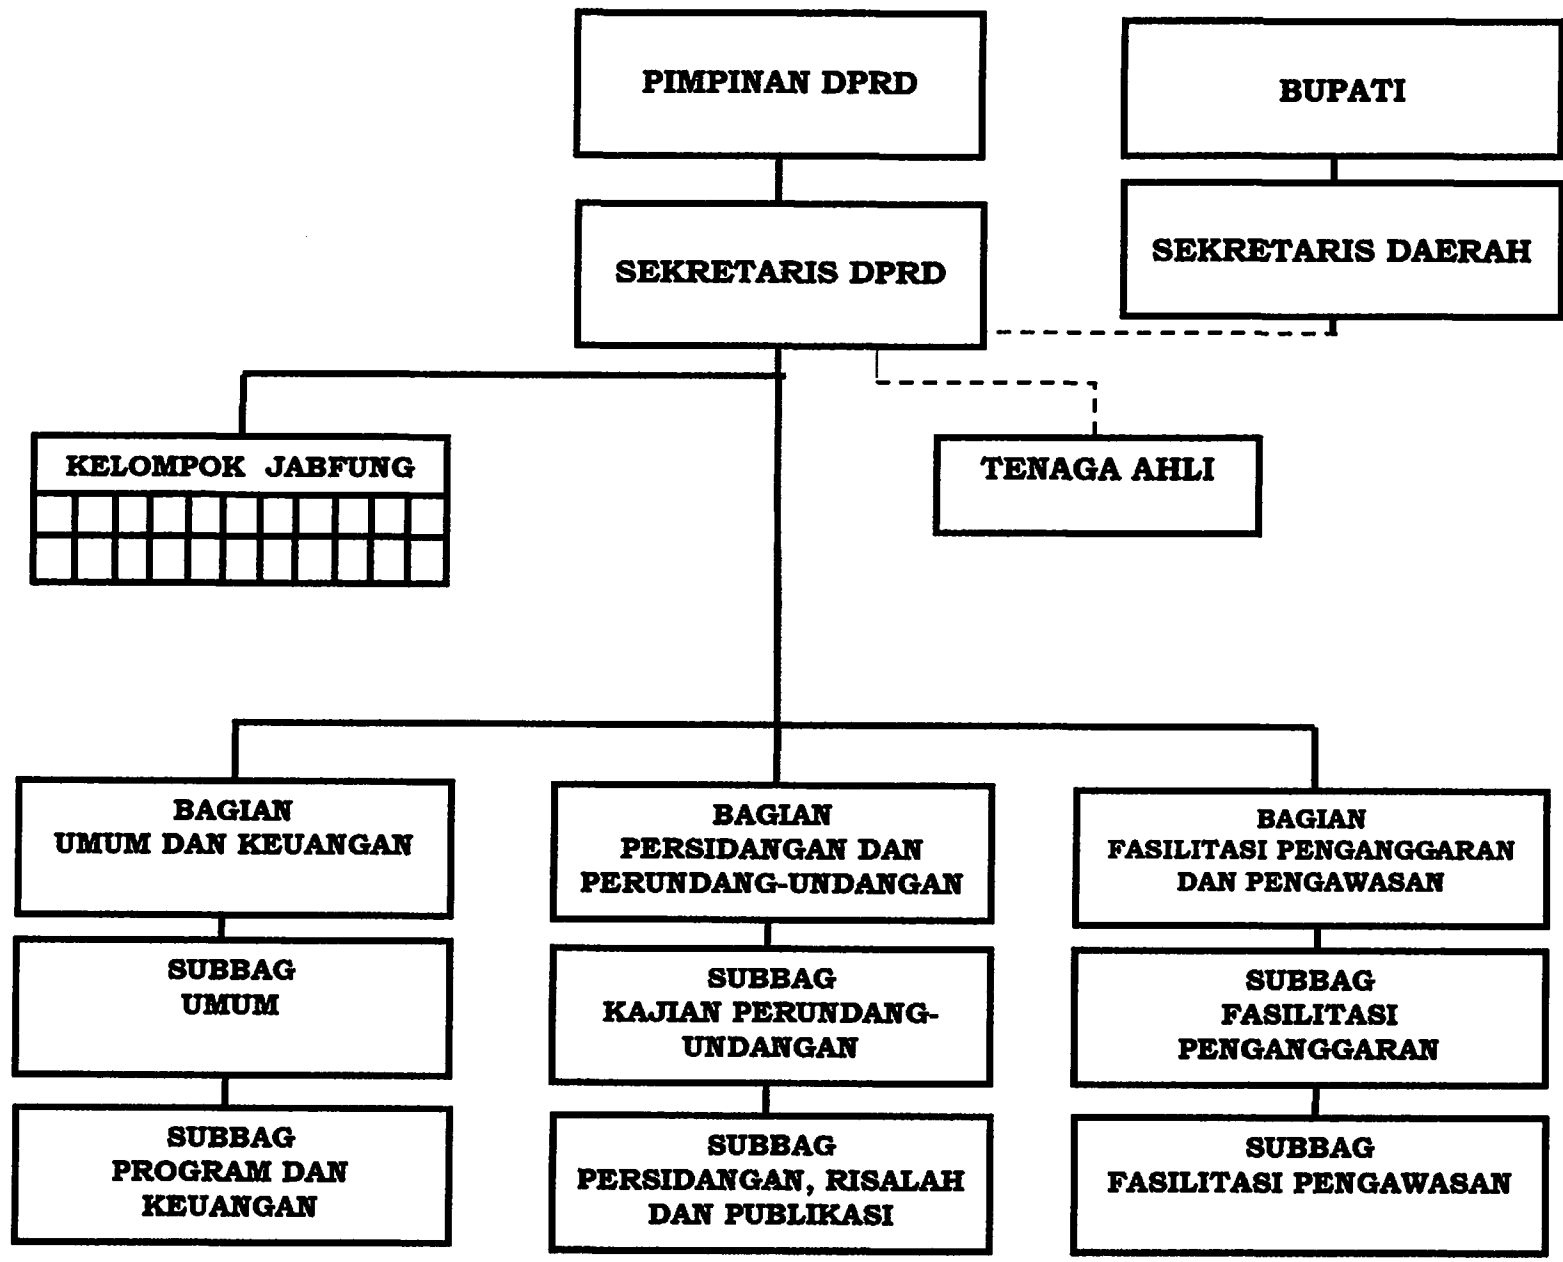 PIMPINAN DPRD
BUPATI
SEKRETARIS DPRD
SEKRETARIS DAERAH
KELOMPOK JABFUNG
TENAGA AHLI
BAGIAN
UMUM DAN KEUANGAN
BAGIAN
PERSIDANGAN DAN
PERUNDANG-UNDANGAN
BAGIAN
FASILITASI PENGANGGARAN
DAN PENGAWASAN
SUBBAG
UMUM
SUBBAG
KAJIAN PERUNDANG-
UNDANGAN
SUBBAG
FASILITASI
PENGANGGARAN
SUBBAG
PROGRAM DAN
KEUANGAN
SUBBAG
PERSIDANGAN, RISALAH
DAN PUBLIKASI
SUBBAG
FASILITASI PENGAWASAN